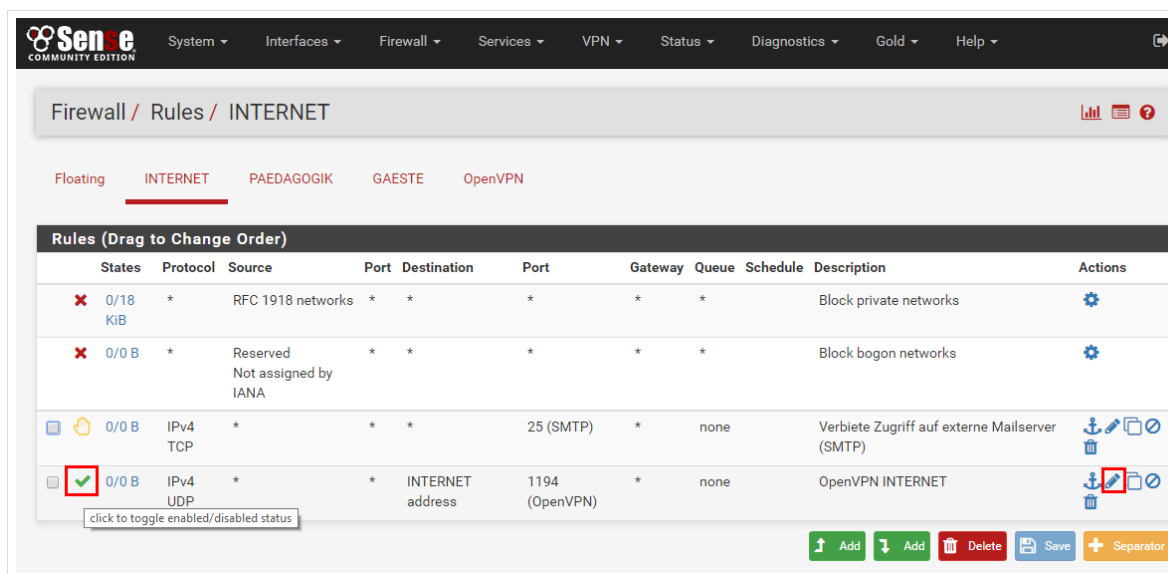 Sense
COMMUNITY EDITION
System Interfaces Firewall Services VPN Status Diagnostics Gold Help
Firewall / Rules / INTERNET
Floating INTERNET PAEDAGOGIK GAESTE OpenVPN
Rules (Drag to Change Order)
States Protocol Source Port Destination Port Gateway Queue Schedule Description Actions
0/18 * RFC 1918 networks * * * * * Block private networks
KiB
0/0 B * Reserved * * * * * Block bogon networks
Not assigned by
IANA
0/0 B IPv4 * * * 25 (SMTP) * none Verbiete Zugriff auf externe Mailserver
TCP (SMTP)
0/0 B IPv4 * * INTERNET 1194 * none OpenVPN INTERNET
UDP address (OpenVPN)
click to toggle enabled/disabled status
Add Add Delete Save Separator